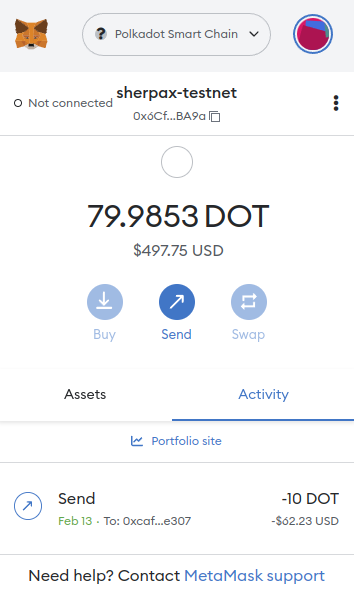 ? Polkadot Smart Chain
Not connected
sherpax-testnet
0x6Cf...BA9a
79.9853 DOT
$497.75 USD
Buy Send Swap
Assets Activity
Portfolio site
Send -10 DOT
Feb 13 · To: 0xcaf...e307 -$62.23 USD
Need help? Contact MetaMask support